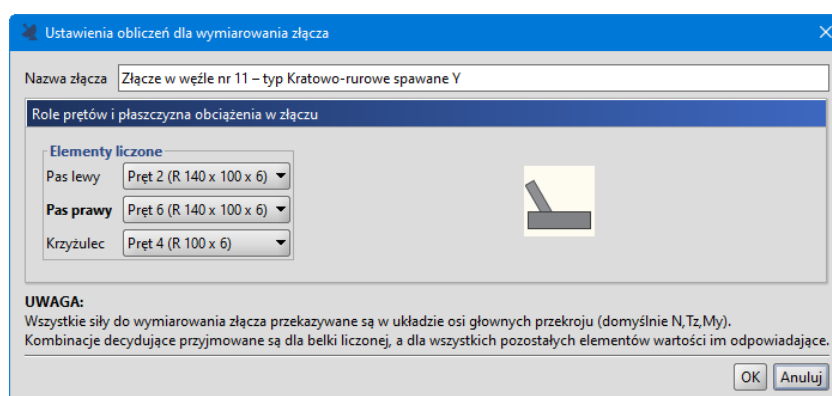 Ustawienia obliczeń dla wymiarowania złącza
Nazwa złącza Złącze w węźle nr 11 – typ Kratowo-rurowe spawane Y
Role prętów i płaszczyzna obciążenia w złączu
Elementy liczone
Pas lewy Pręt 2 (R 140 x 100 x 6)
Pas prawy Pręt 6 (R 140 x 100 x 6)
Krzyżulec Pręt 4 (R 100 x 6)
UWAGA:
Wszystkie siły do wymiarowania złącza przekazywane są w układzie osi głownych przekroju (domyślnie N,Tz,My).
Kombinacje decydujące przyjmowane są dla belki liczonej, a dla wszystkich pozostałych elementów wartości im odpowiadające.
OK Anuluj